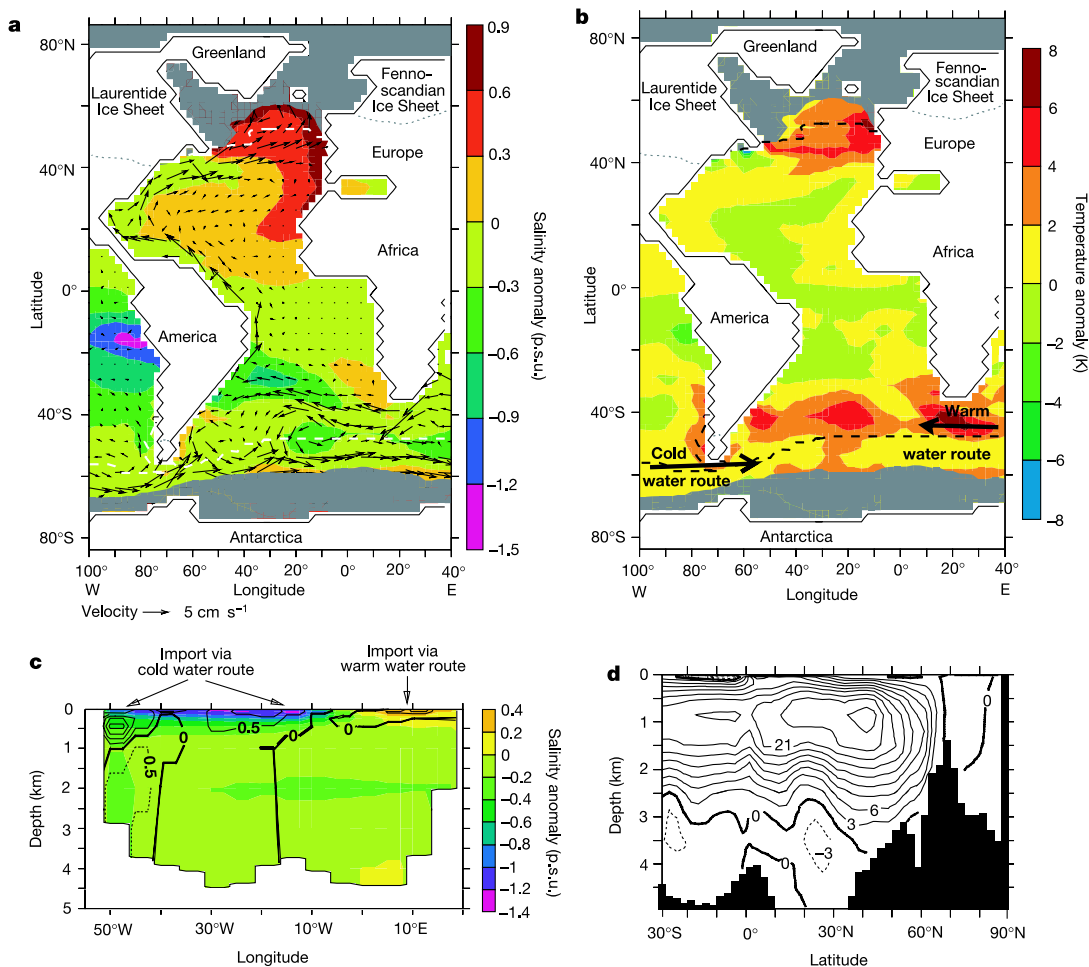 a
80°N
40°N
0°
40°S
80°S
Latitude
Greenland
Laurentide
Ice Sheet
Fenno-
scandian
Ice Sheet
Europe
Africa
America
Antarctica
100°
W
80°
60°
40°
20°
0°
20°
40°
E
Longitude
Velocity
5 cm s⁻¹
0.9
0.6
0.3
0
−0.3
−0.6
−0.9
−1.2
−1.5
Salinity anomaly (p.s.u.)
b
80°N
40°N
0°
40°S
80°S
Latitude
Greenland
Laurentide
Ice Sheet
Fenno-
scandian
Ice Sheet
Europe
Africa
America
Warm
water route
Cold
water route
Antarctica
100°
W
80°
60°
40°
20°
0°
20°
40°
E
Longitude
8
6
4
2
0
−2
−4
−6
−8
Temperature anomaly (K)
c
Import via
cold water route
Import via
warm water route
0
1
2
3
4
5
Depth (km)
0.5
0
0.5
0
0
50°W
30°W
10°W
10°E
Longitude
0.4
0.2
0
−0.2
−0.4
−0.6
−0.8
−1
−1.2
−1.4
Salinity anomaly (p.s.u.)
d
0
1
2
3
4
Depth (km)
0
21
6
3
0
−3
0
30°S
0°
30°N
60°N
90°N
Latitude